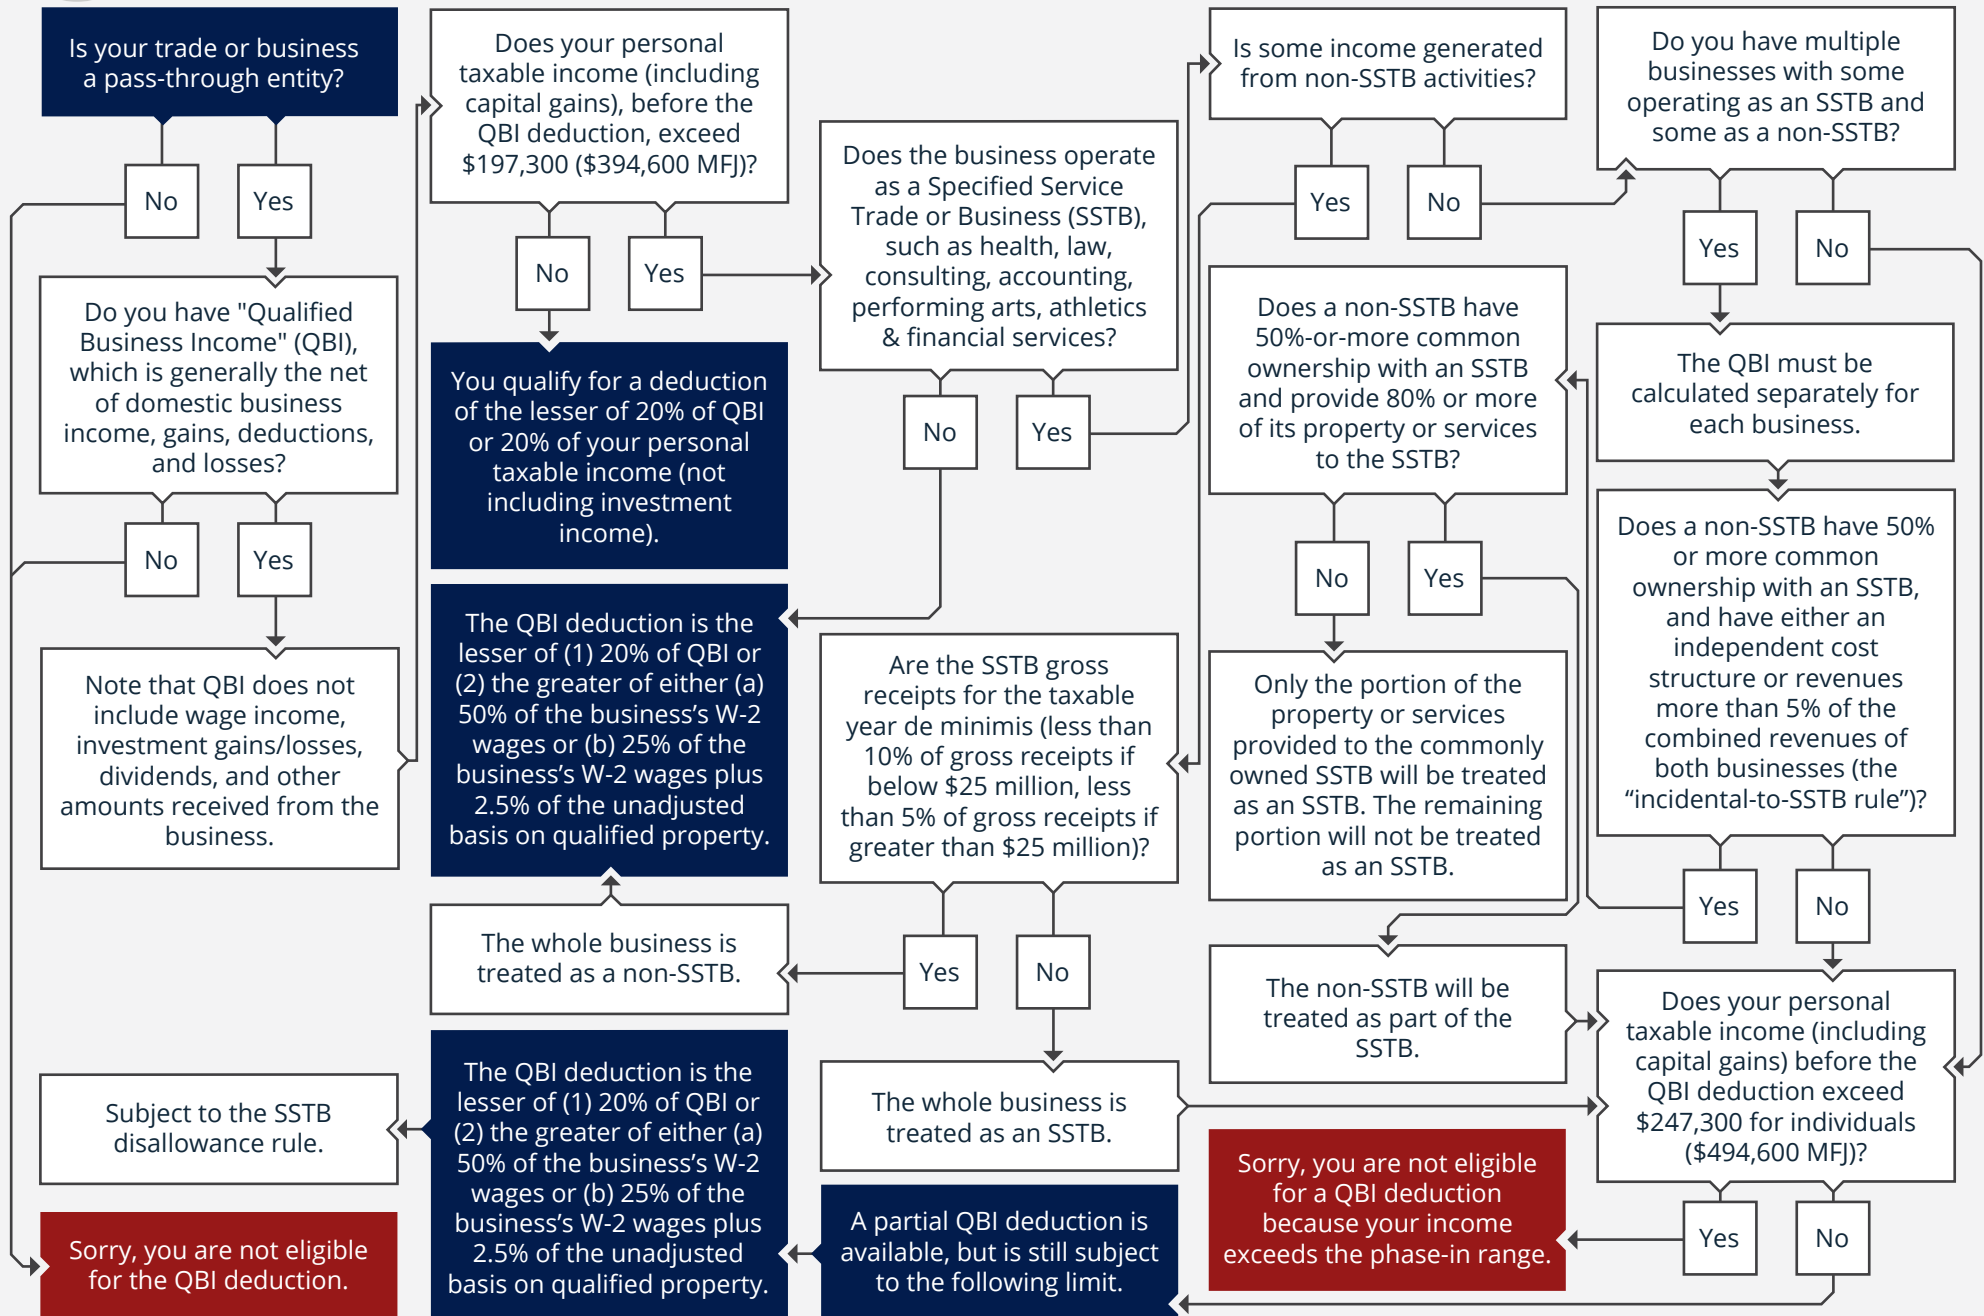 Is your trade or business
a pass-through entity?
No
Yes
Do you have "Qualified
Business Income" (QBI),
which is generally the net
of domestic business
income, gains, deductions,
and losses?
No
Yes
Note that QBI does not
include wage income,
investment gains/losses,
dividends, and other
amounts received from the
business.
Subject to the SSTB
disallowance rule.
Sorry, you are not eligible
for the QBI deduction.
Does your personal
taxable income (including
capital gains), before the
QBI deduction, exceed
$197,300 ($394,600 MFJ)?
No
Yes
You qualify for a deduction
of the lesser of 20% of QBI
or 20% of your personal
taxable income (not
including investment
income).
The QBI deduction is the
lesser of (1) 20% of QBI or
(2) the greater of either (a)
50% of the business’s W-2
wages or (b) 25% of the
business’s W-2 wages plus
2.5% of the unadjusted
basis on qualified property.
The whole business is
treated as a non-SSTB.
The QBI deduction is the
lesser of (1) 20% of QBI or
(2) the greater of either (a)
50% of the business’s W-2
wages or (b) 25% of the
business’s W-2 wages plus
2.5% of the unadjusted
basis on qualified property.
Does the business operate
as a Specified Service
Trade or Business (SSTB),
such as health, law,
consulting, accounting,
performing arts, athletics
& financial services?
No
Yes
Are the SSTB gross
receipts for the taxable
year de minimis (less than
10% of gross receipts if
below $25 million, less
than 5% of gross receipts if
greater than $25 million)?
Yes
No
The whole business is
treated as an SSTB.
A partial QBI deduction is
available, but is still subject
to the following limit.
Is some income generated
from non-SSTB activities?
Yes
No
Does a non-SSTB have
50%-or-more common
ownership with an SSTB
and provide 80% or more
of its property or services
to the SSTB?
No
Yes
Only the portion of the
property or services
provided to the commonly
owned SSTB will be treated
as an SSTB. The remaining
portion will not be treated
as an SSTB.
The non-SSTB will be
treated as part of the
SSTB.
Sorry, you are not eligible
for a QBI deduction
because your income
exceeds the phase-in range.
Do you have multiple
businesses with some
operating as an SSTB and
some as a non-SSTB?
Yes
No
The QBI must be
calculated separately for
each business.
Does a non-SSTB have 50%
or more common
ownership with an SSTB,
and have either an
independent cost
structure or revenues
more than 5% of the
combined revenues of
both businesses (the
“incidental-to-SSTB rule”)?
Yes
No
Does your personal
taxable income (including
capital gains) before the
QBI deduction exceed
$247,300 for individuals
($494,600 MFJ)?
Yes
No